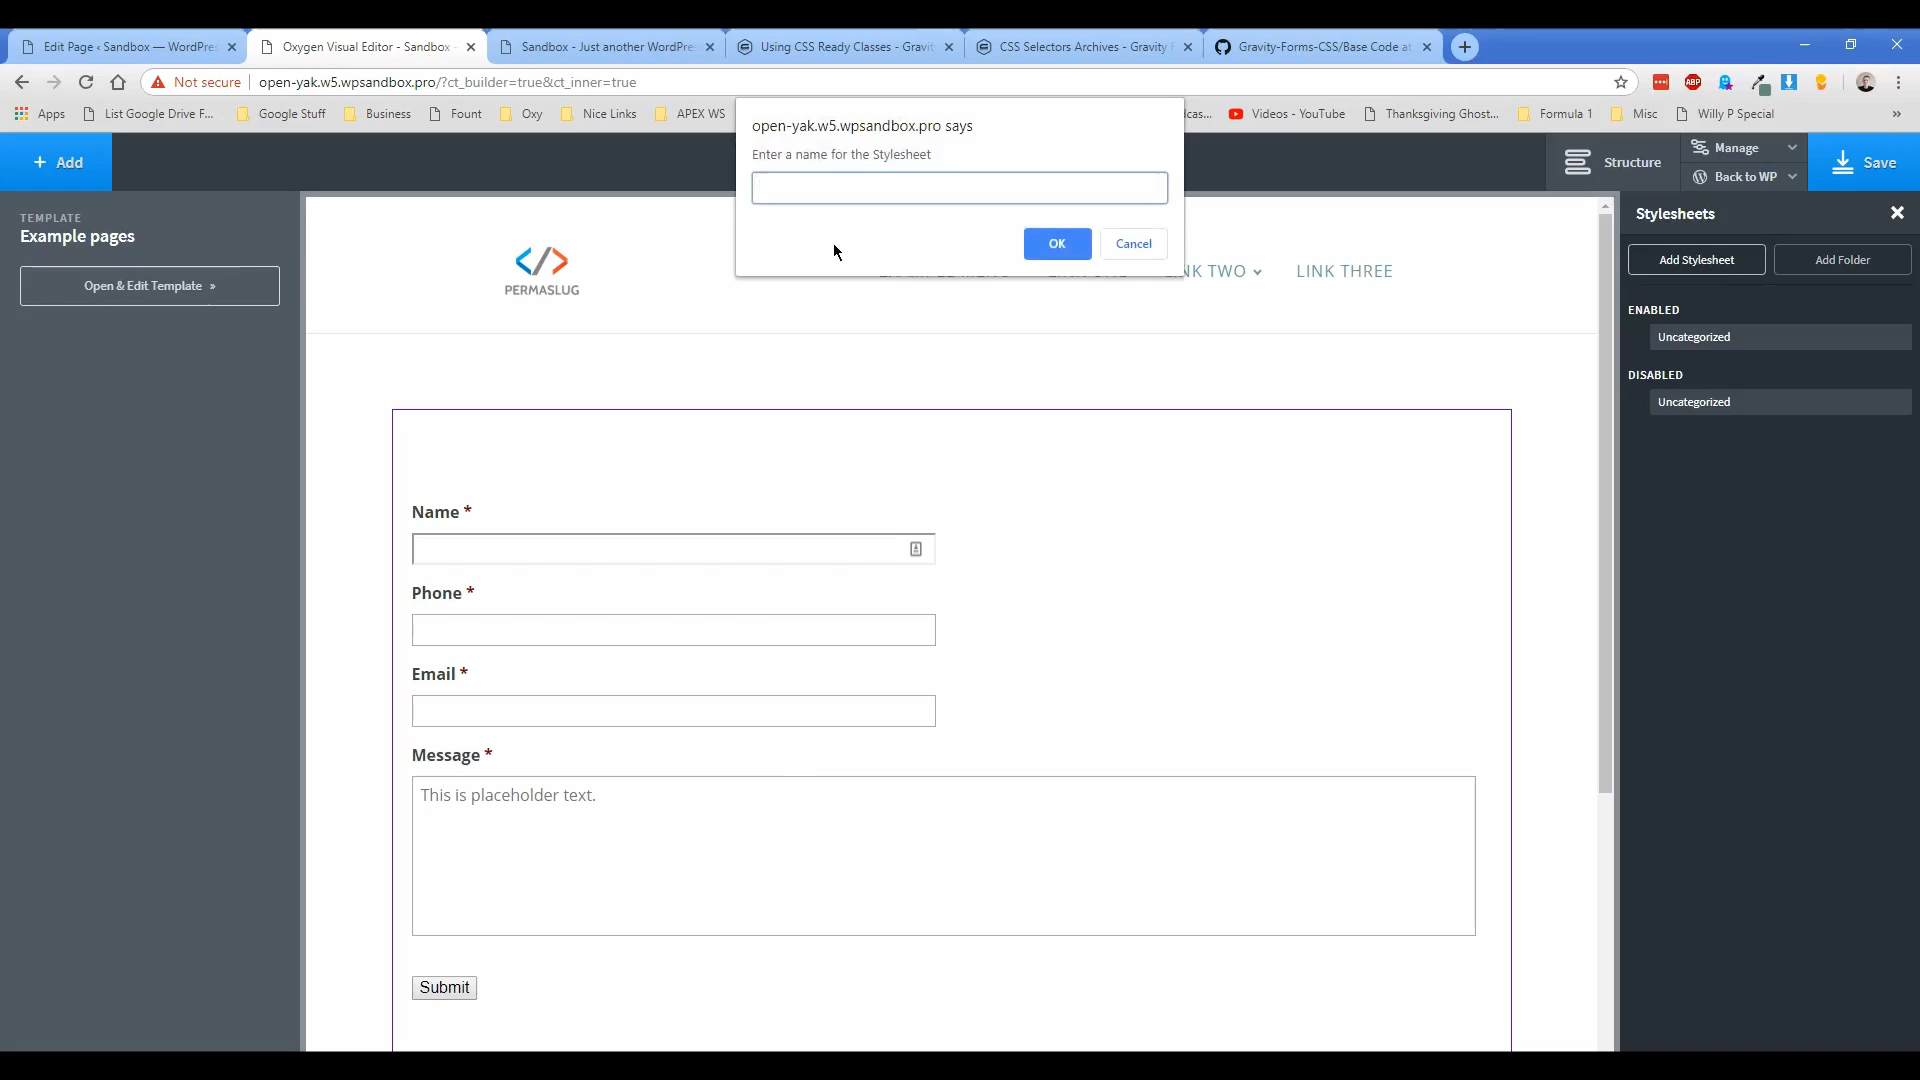 Edit Page ‹ Sandbox — WordPre
Oxygen Visual Editor - Sandbox
Sandbox - Just another WordPre
Using CSS Ready Classes - Gravit
CSS Selectors Archives - Gravity
Gravity-Forms-CSS/Base Code at
Not secure
open-yak.w5.wpsandbox.pro/?ct_builder=true&ct_inner=true
Apps
List Google Drive F...
Google Stuff
Business
Fount
Oxy
Nice Links
APEX WS
dcas...
Videos - YouTube
Thanksgiving Ghost...
Formula 1
Misc
Willy P Special
»
open-yak.w5.wpsandbox.pro says
Enter a name for the Stylesheet
OK
Cancel
+ Add
Structure
Manage
Back to WP
Save
TEMPLATE
Example pages
Open & Edit Template »
PERMASLUG
NK TWO
LINK THREE
Name *
Phone *
Email *
Message *
This is placeholder text.
Submit
Stylesheets
Add Stylesheet
Add Folder
ENABLED
Uncategorized
DISABLED
Uncategorized